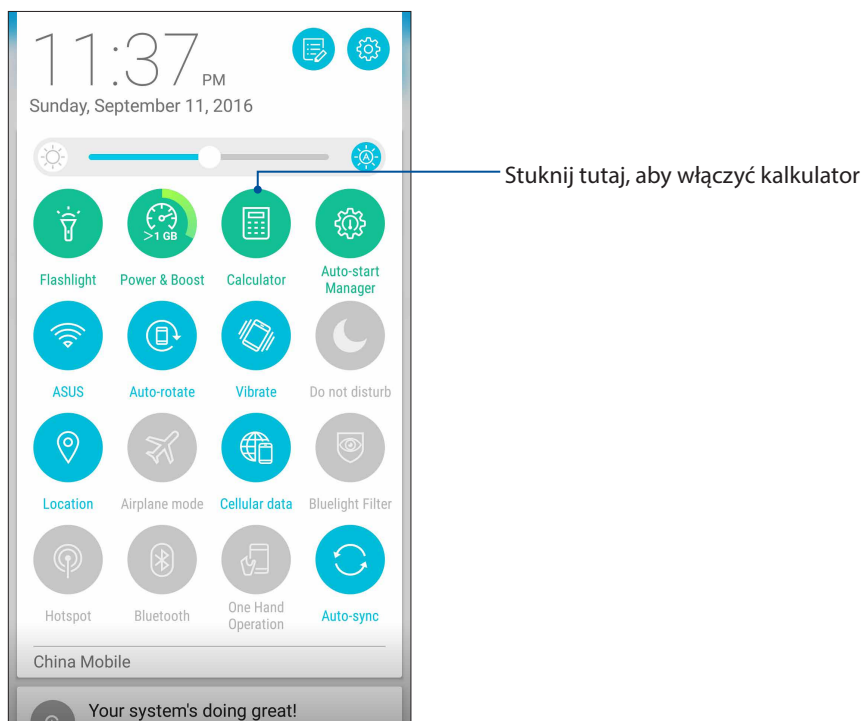 11:37 PM
Sunday, September 11, 2016
A
Stuknij tutaj, aby włączyć kalkulator
>1 GB
Flashlight
Power & Boost
Calculator
Auto-start
Manager
ASUS
Auto-rotate
Vibrate
Do not disturb
Location
Airplane mode
Cellular data
Bluelight Filter
Hotspot
Bluetooth
One Hand
Operation
Auto-sync
China Mobile
Your system's doing great!